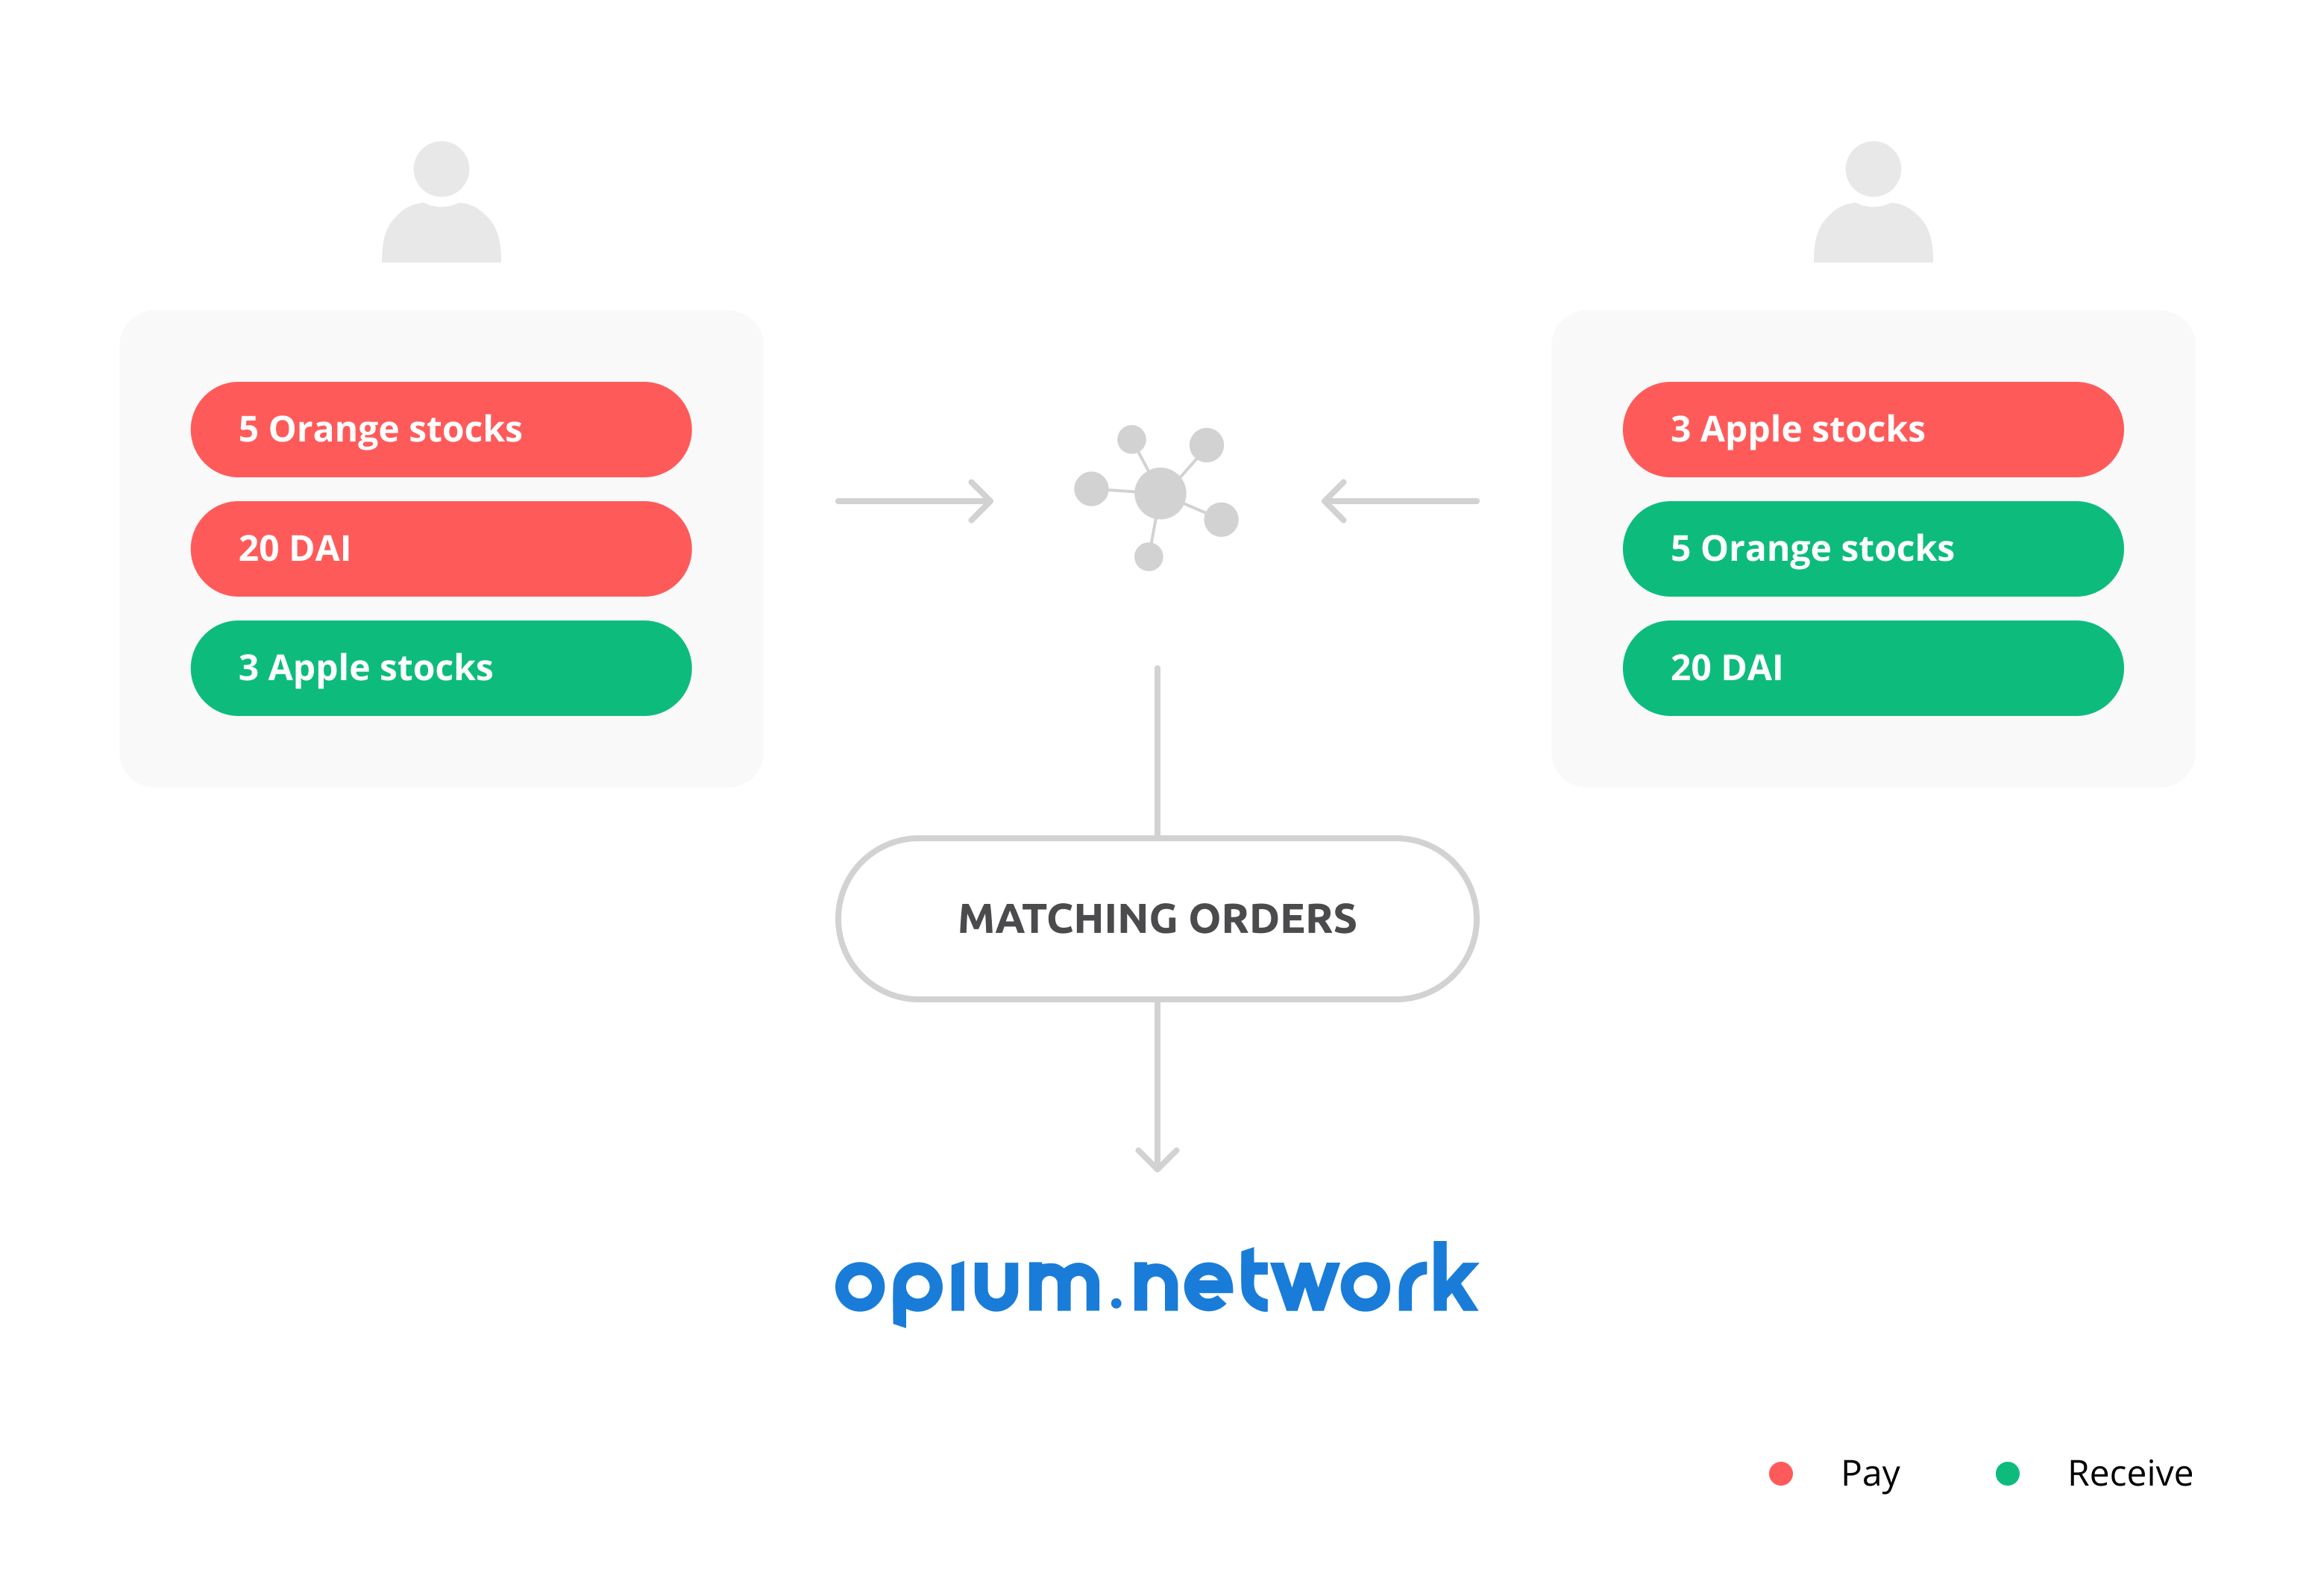 5 Orange stocks
20 DAI
3 Apple stocks
3 Apple stocks
5 Orange stocks
20 DAI
MATCHING ORDERS
opium.network
Pay
Receive